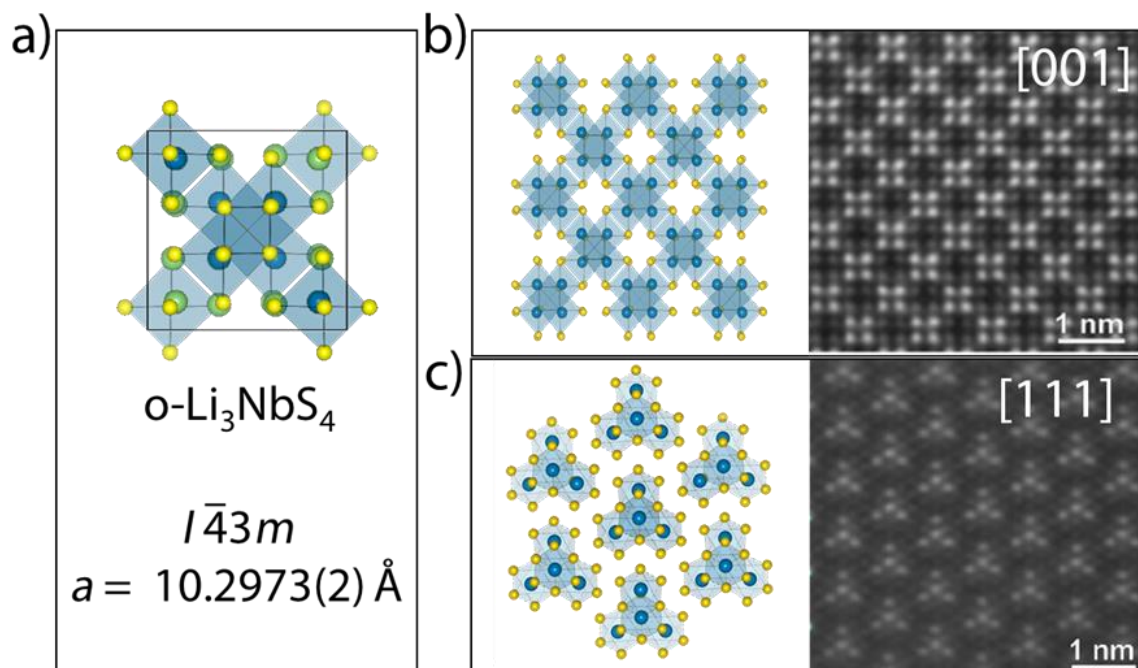 a)
o-Li₃NbS₄
I4̅3m
a = 10.2973(2) Å
b)
[001]
1 nm
c)
[111]
1 nm